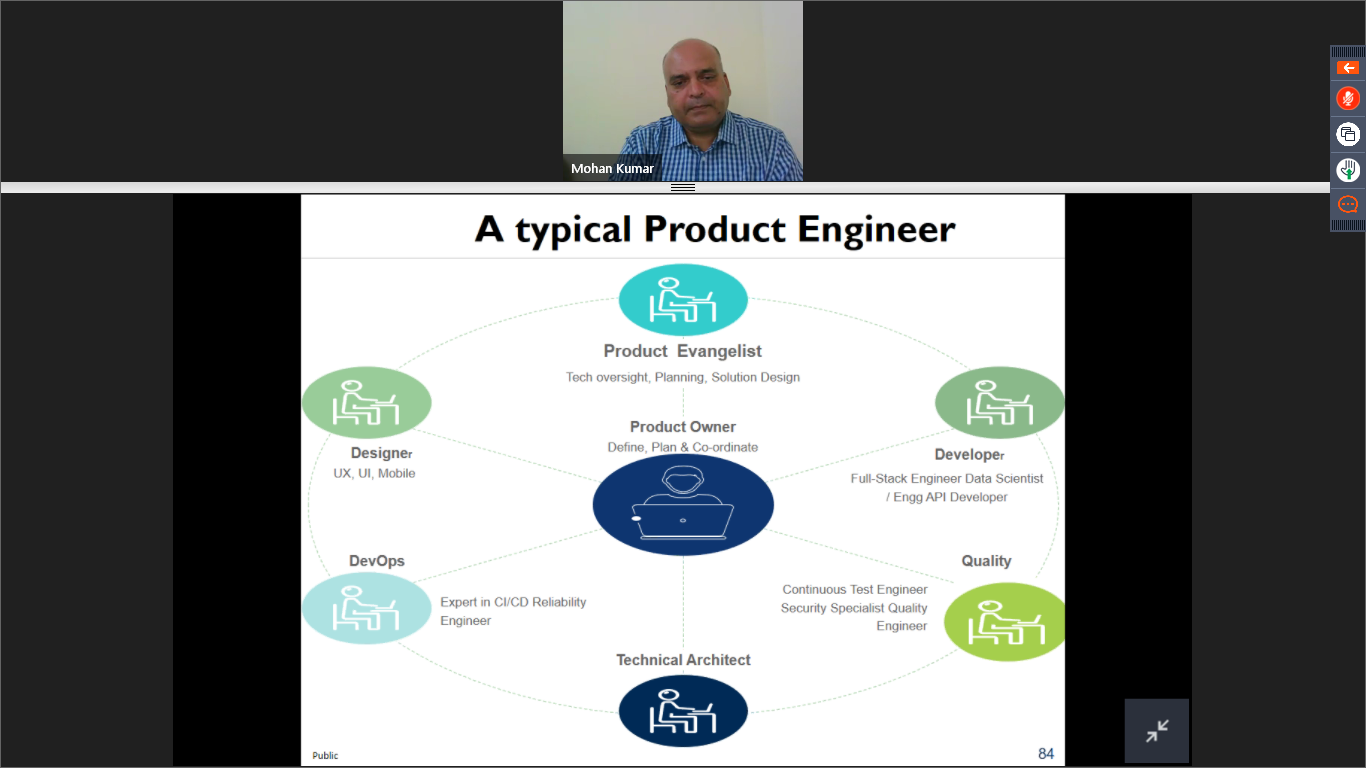 Mohan Kumar
A typical Product Engineer
Product Evangelist
Tech oversight, Planning, Solution Design
Product Owner
Define, Plan & Co-ordinate
Designer
UX, UI, Mobile
Developer
Full-Stack Engineer Data Scientist
/ Engg API Developer
DevOps
Expert in CI/CD Reliability
Engineer
Quality
Continuous Test Engineer
Security Specialist Quality
Engineer
Technical Architect
Public
84